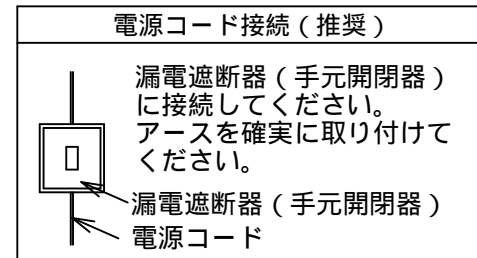 電源コード接続（推奨）
漏電遮断器（手元開閉器）
に接続してください。
アースを確実に取り付けて
ください。
漏電遮断器（手元開閉器）
電源コード